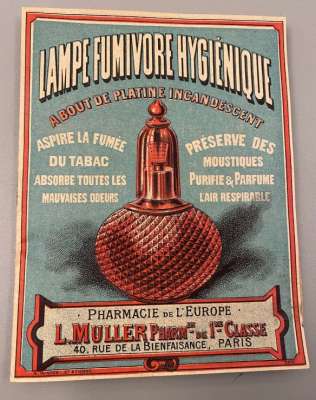 LAMPE FUMIVORE HYGIÉNIQUE
A BOUT DE PLATINE INCANDESCENT
ASPIRE LA FUMÉE
DU TABAC
ABSORBE TOUTES LES
MAUVAISES ODEURS
PRÉSERVE DES
MOUSTIQUES
PURIFIE & PARFUME
L'AIR RESPIRABLE
PHARMACIE DE L'EUROPE
L. MULLER PHARMEN DE 1RE CLASSE
40, RUE DE LA BIENFAISANCE, PARIS